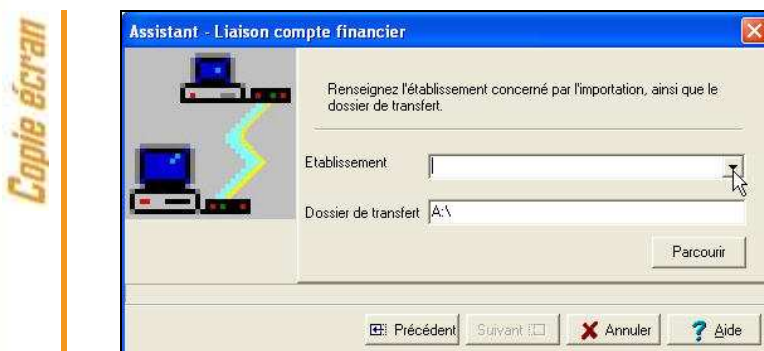 Copie écran
Assistant - Liaison compte financier
Renseignez l'établissement concerné par l'importation, ainsi que le
dossier de transfert.
Etablissement
Dossier de transfert A:\
Parcourir
Précédent Suivant Annuler Aide